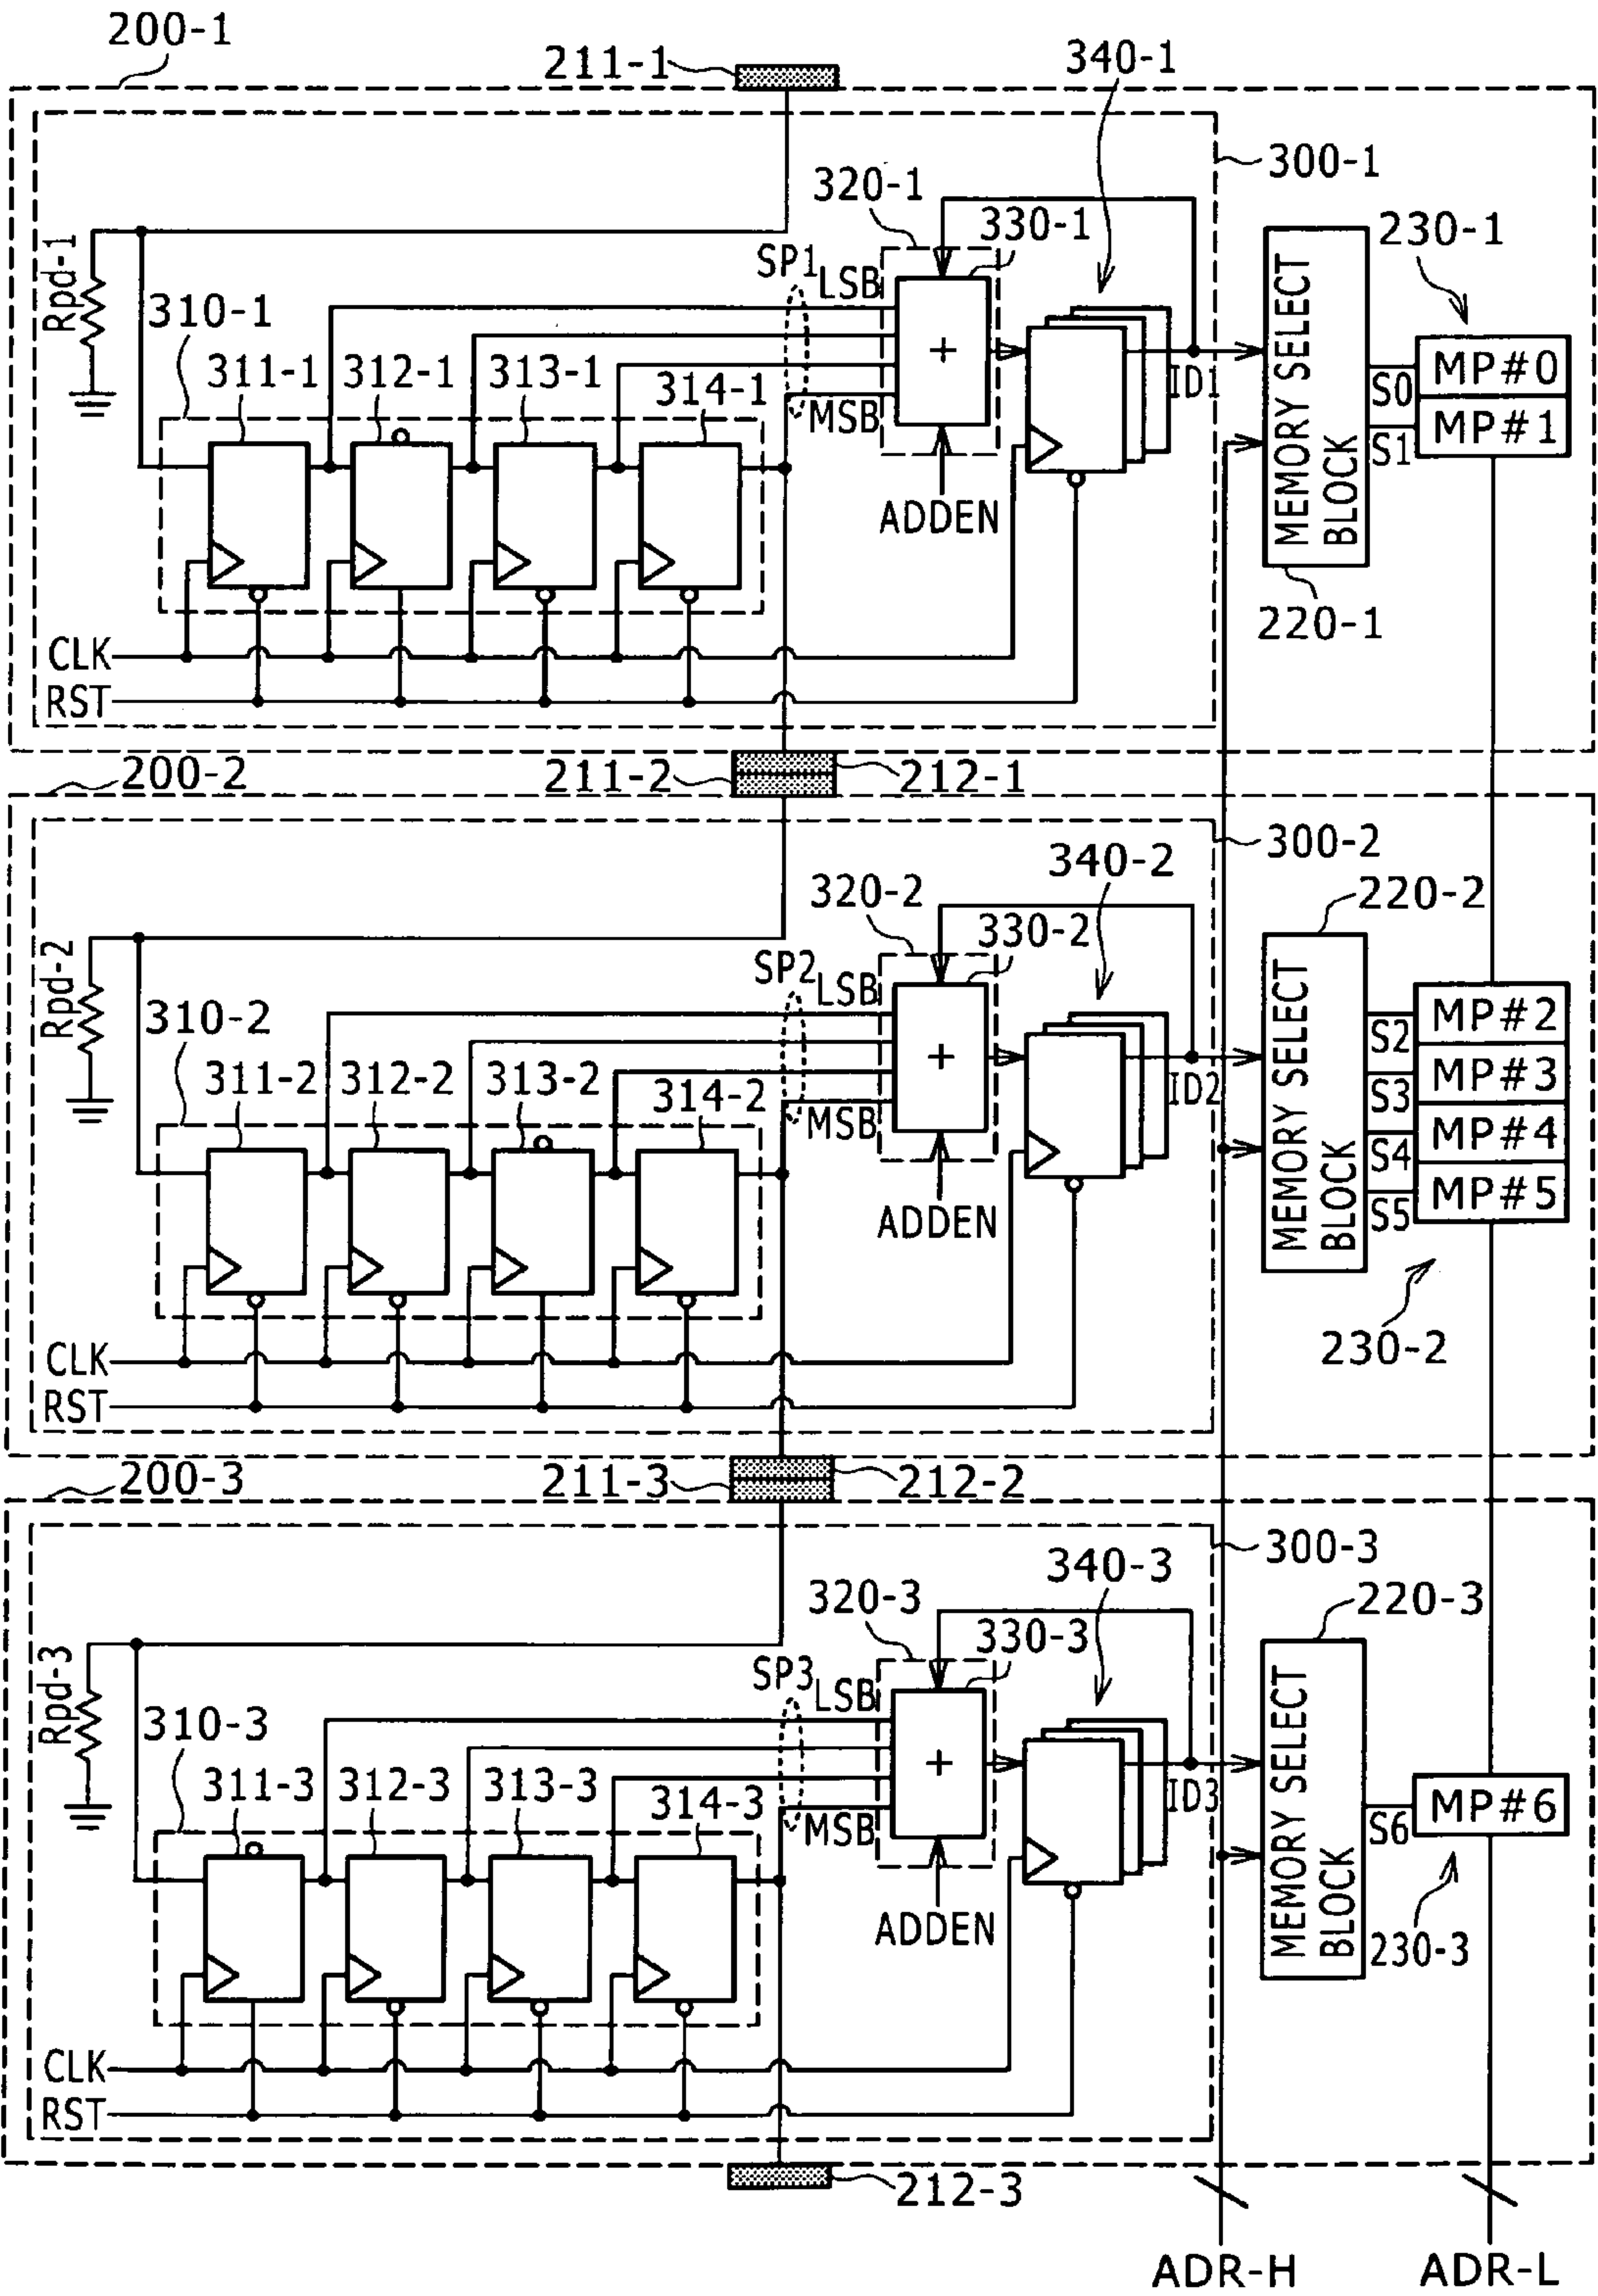 200-1
211-1
340-1
300-1
320-1
330-1
230-1
Rpd-1
SP1
LSB
310-1
311-1
312-1
313-1
314-1
MSB
+
ID1
MEMORY SELECT
BLOCK
S0
MP#0
S1
MP#1
ADDEN
220-1
CLK
RST
200-2
211-2
212-1
300-2
340-2
320-2
330-2
220-2
Rpd-2
SP2
LSB
310-2
311-2
312-2
313-2
314-2
MSB
+
ID2
MEMORY SELECT
BLOCK
S2
MP#2
S3
MP#3
S4
MP#4
S5
MP#5
ADDEN
230-2
CLK
RST
200-3
211-3
212-2
300-3
340-3
320-3
330-3
220-3
Rpd-3
SP3
LSB
310-3
311-3
312-3
313-3
314-3
MSB
+
ID3
MEMORY SELECT
BLOCK
S6
MP#6
ADDEN
230-3
CLK
RST
212-3
ADR-H
ADR-L